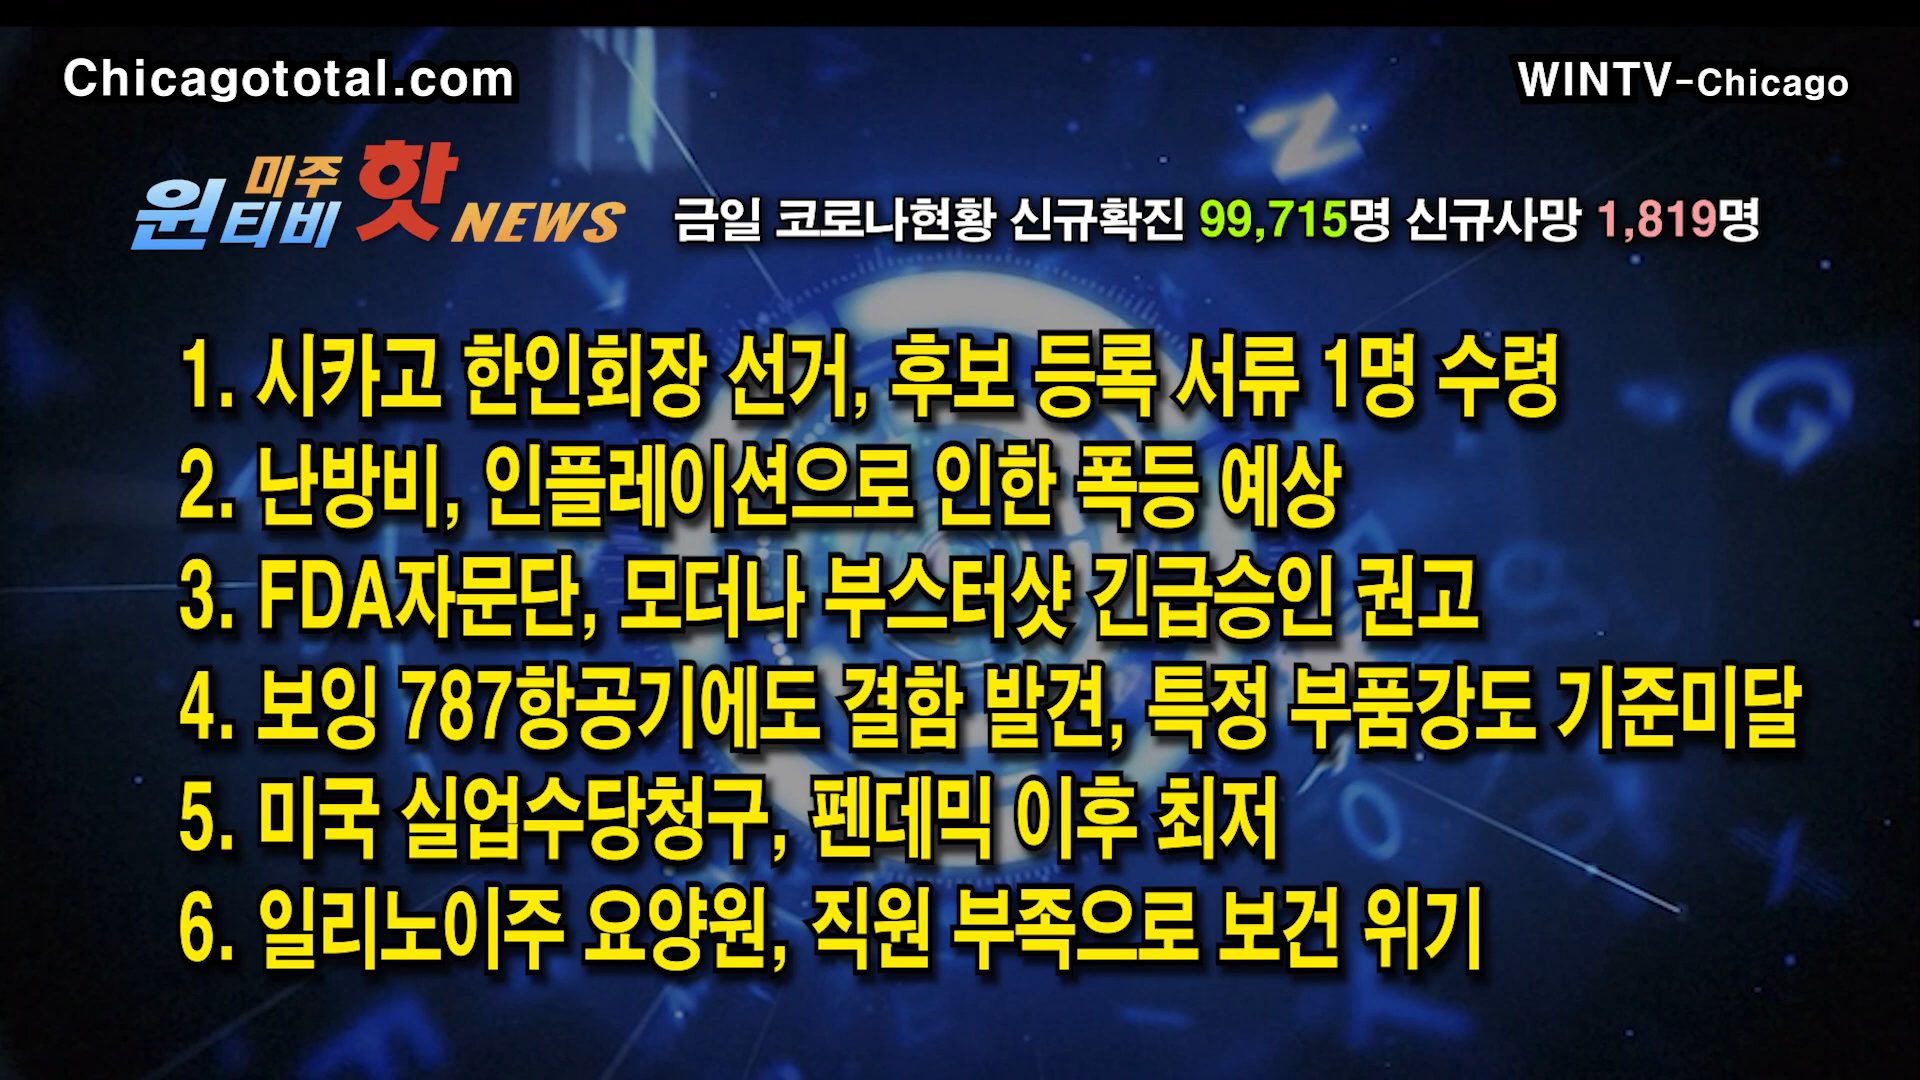 Chicagototal.com
WINTV-Chicago
미주
윈티비 핫 NEWS
금일 코로나현황 신규확진 99,715명 신규사망 1,819명
1. 시카고 한인회장 선거, 후보 등록 서류 1명 수령
2. 난방비, 인플레이션으로 인한 폭등 예상
3. FDA자문단, 모더나 부스터샷 긴급승인 권고
4. 보잉 787항공기에도 결함 발견, 특정 부품강도 기준미달
5. 미국 실업수당청구, 펜데믹 이후 최저
6. 일리노이주 요양원, 직원 부족으로 보건 위기